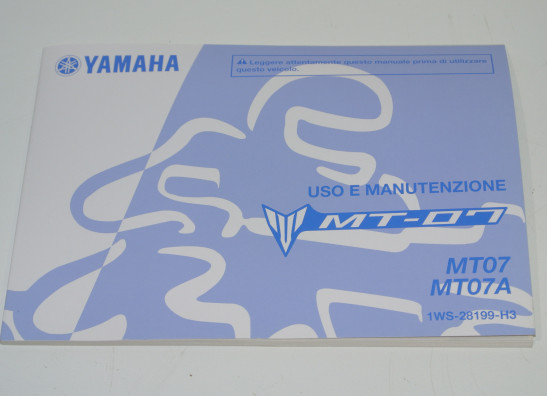 YAMAHA
⚠ Leggere attentamente questo manuale prima di utilizzare
questo veicolo.
USO E MANUTENZIONE
MT-07
MT07
MT07A
1WS-28199-H3